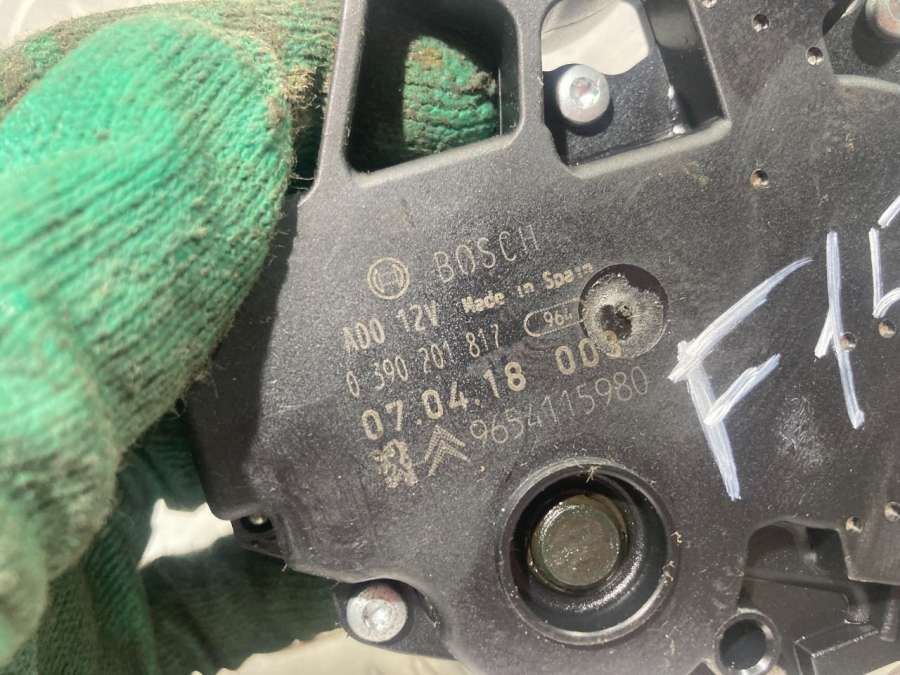 BOSCH
A00 12V Made in Spain
0 390 201 817 964
07.04.18 003
9654115980
F15